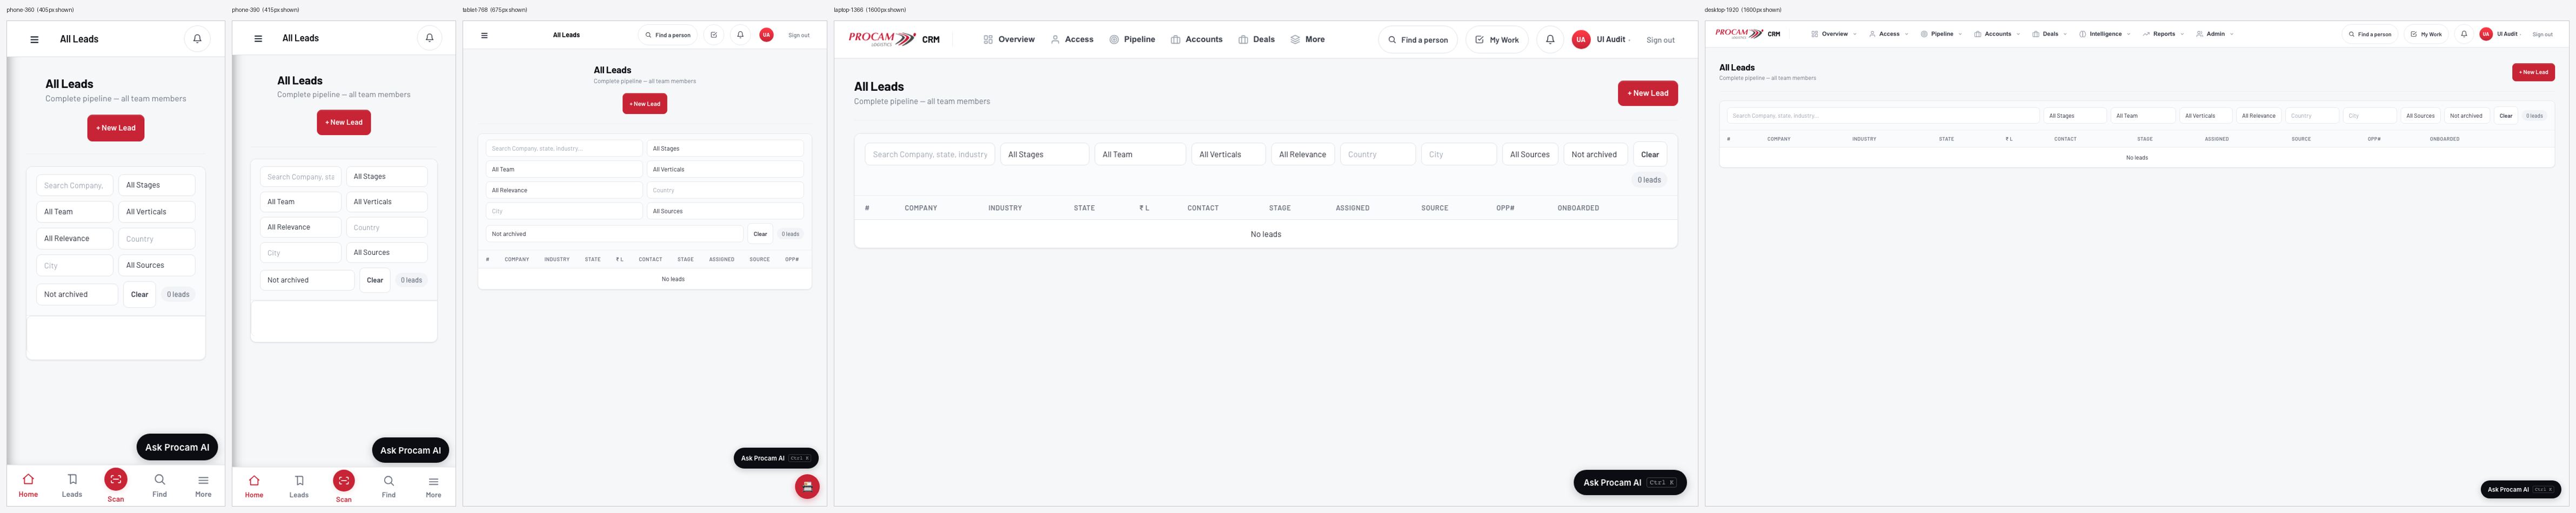 phone-360 (405px shown)
All Leads
All Leads
Complete pipeline — all team members
+ New Lead
Search Company,
All Stages
All Team
All Verticals
All Relevance
Country
City
All Sources
Not archived
Clear
0 leads
Ask Procam AI
Home
Leads
Scan
Find
More
phone-390 (415px shown)
All Leads
All Leads
Complete pipeline — all team members
+ New Lead
Search Company, sta
All Stages
All Team
All Verticals
All Relevance
Country
City
All Sources
Not archived
Clear
0 leads
Ask Procam AI
Home
Leads
Scan
Find
More
tablet-768 (675px shown)
All Leads
Find a person
UA
Sign out
All Leads
Complete pipeline — all team members
+ New Lead
Search Company, state, industry...
All Stages
All Team
All Verticals
All Relevance
Country
City
All Sources
Not archived
Clear
0 leads
# COMPANY INDUSTRY STATE ₹ L CONTACT STAGE ASSIGNED SOURCE OPP#
No leads
Ask Procam AI Ctrl K
laptop-1366 (1600px shown)
PROCAM LOGISTICS CRM
Overview
Access
Pipeline
Accounts
Deals
More
Find a person
My Work
UA
UI Audit
Sign out
All Leads
Complete pipeline — all team members
+ New Lead
Search Company, state, industry
All Stages
All Team
All Verticals
All Relevance
Country
City
All Sources
Not archived
Clear
0 leads
# COMPANY INDUSTRY STATE ₹ L CONTACT STAGE ASSIGNED SOURCE OPP# ONBOARDED
No leads
Ask Procam AI Ctrl K
desktop-1920 (1600px shown)
PROCAM LOGISTICS CRM
Overview
Access
Pipeline
Accounts
Deals
Intelligence
Reports
Admin
Find a person
My Work
UA
UI Audit
Sign out
All Leads
Complete pipeline — all team members
+ New Lead
Search Company, state, industry...
All Stages
All Team
All Verticals
All Relevance
Country
City
All Sources
Not archived
Clear
0 leads
# COMPANY INDUSTRY STATE ₹ L CONTACT STAGE ASSIGNED SOURCE OPP# ONBOARDED
No leads
Ask Procam AI Ctrl K